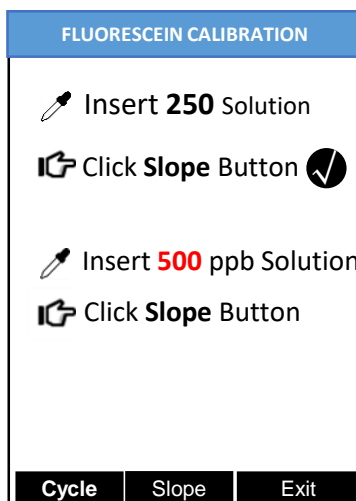 FLUORESCEIN CALIBRATION
Insert 250 Solution
Click Slope Button
Insert 500 ppb Solution
Click Slope Button
Cycle Slope Exit